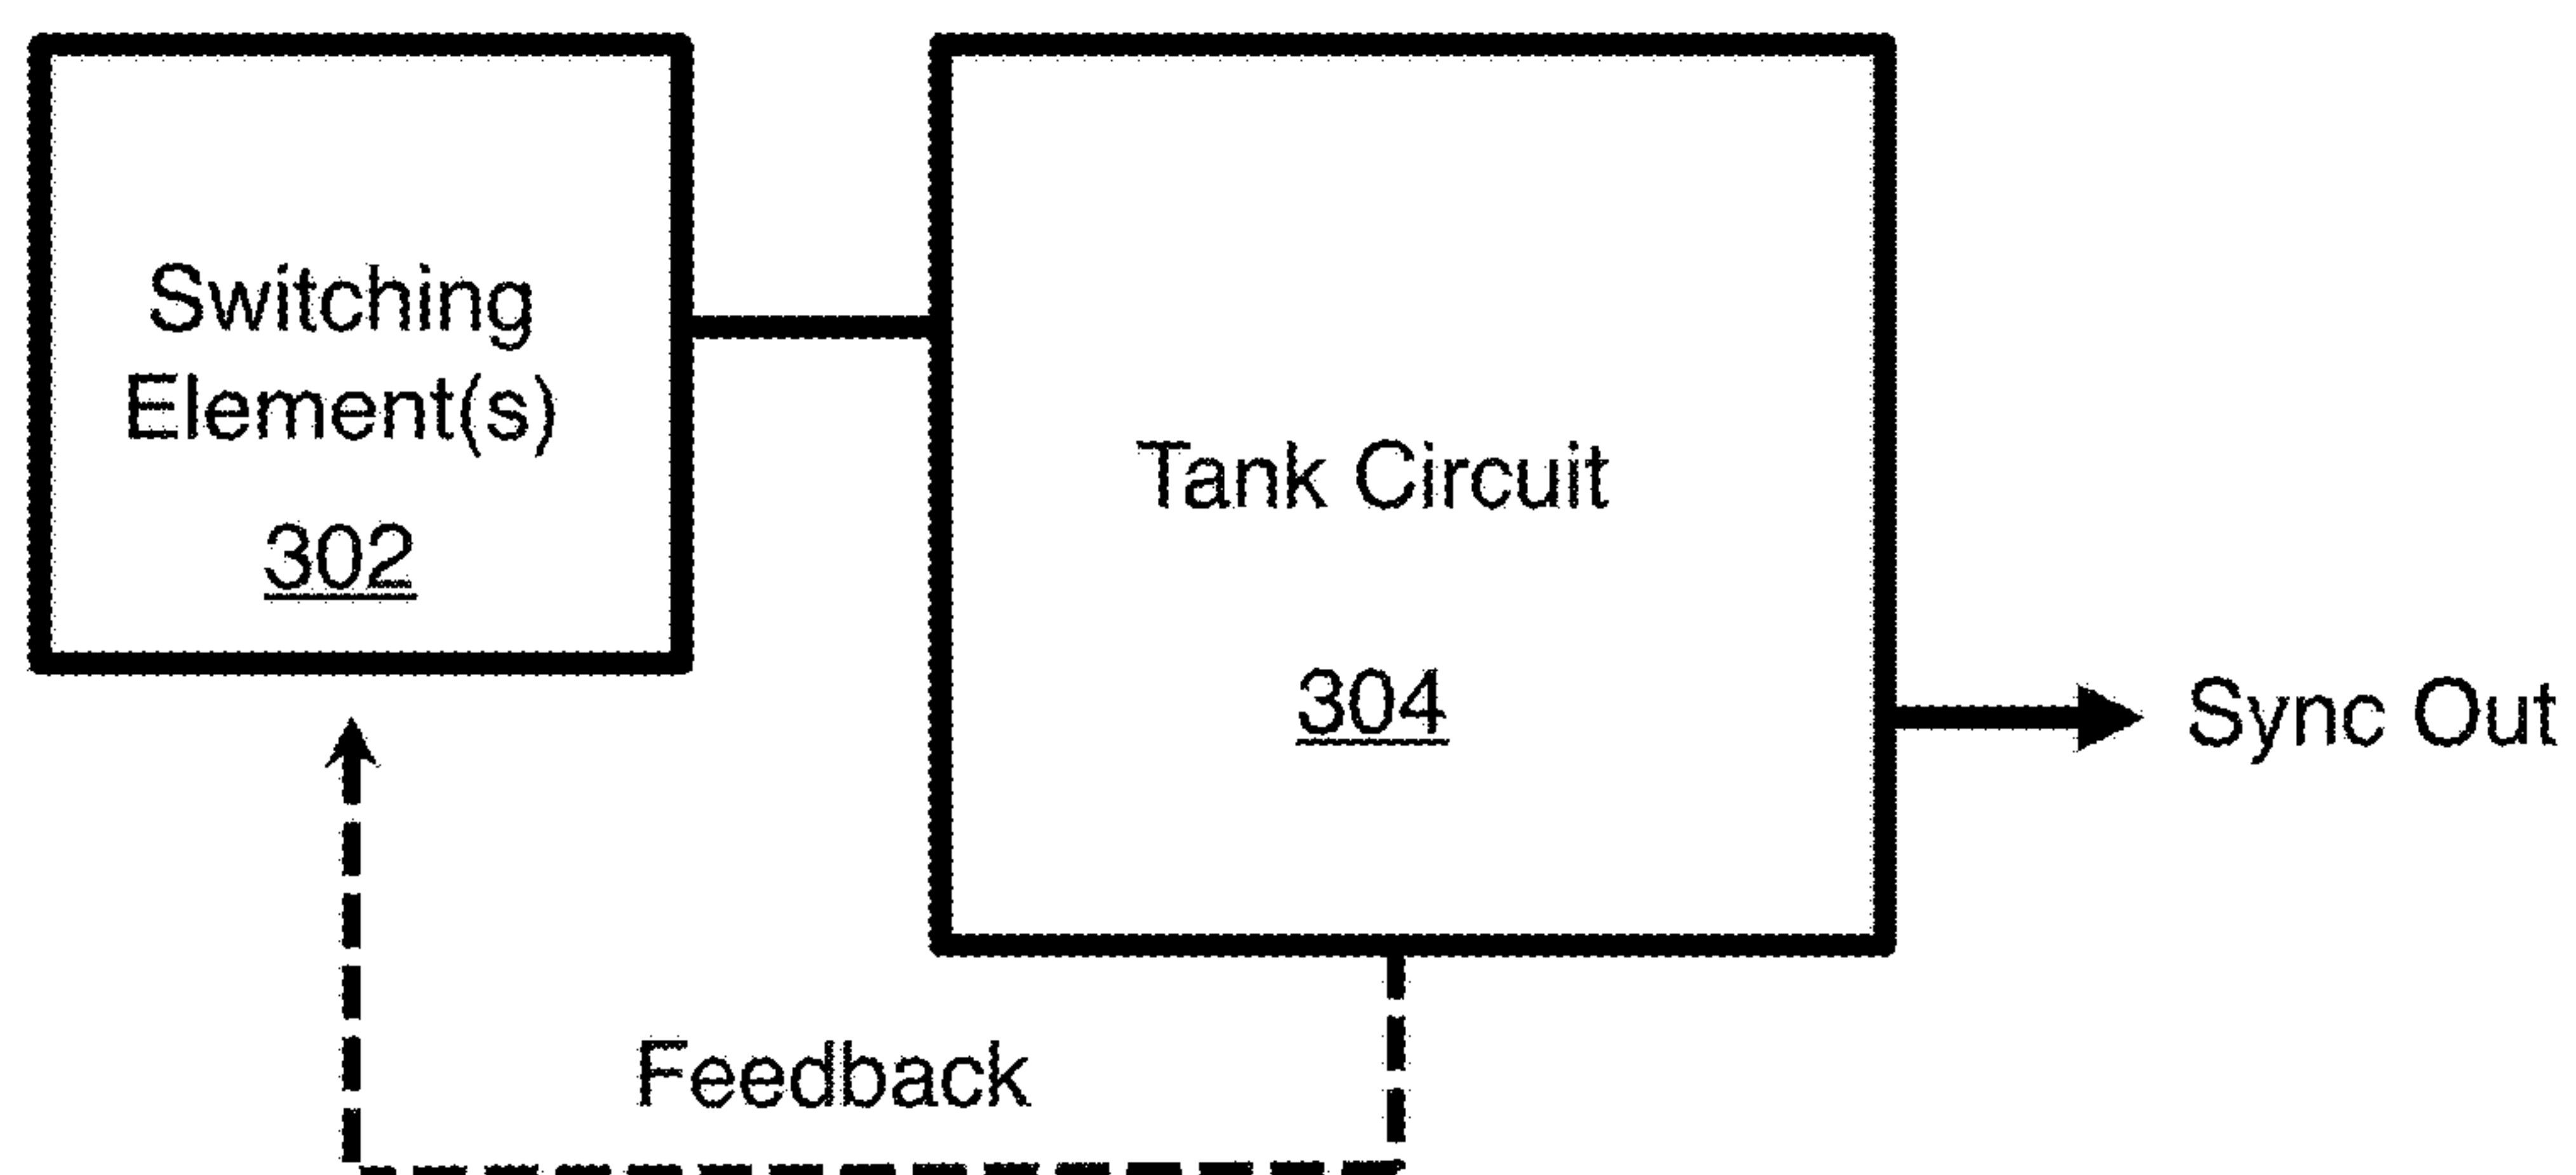 Switching
Element(s)
302
Tank Circuit
304
Sync Out
Feedback